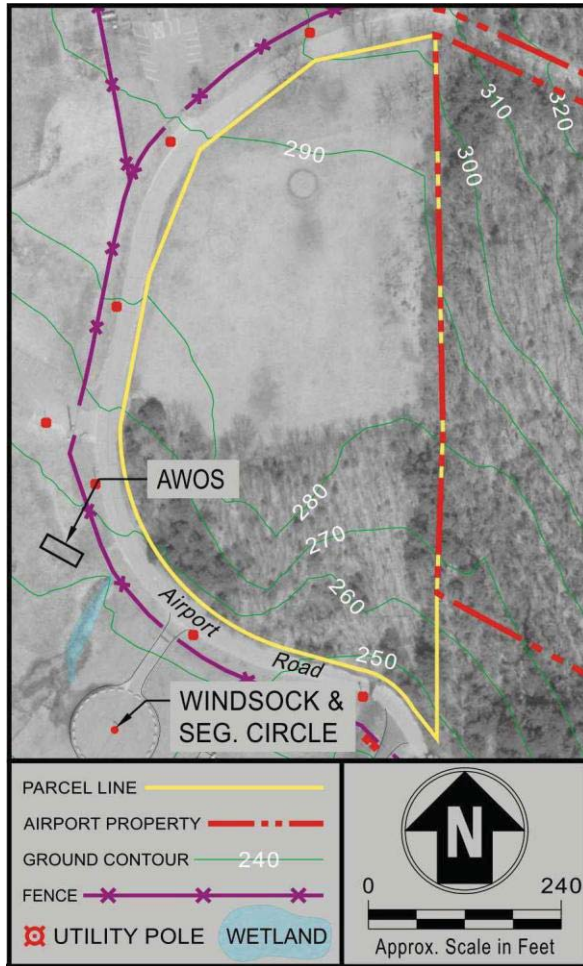 310
320
290
300
AWOS
280
270
260
Airport
Road
250
WINDSOCK &
SEG. CIRCLE
PARCEL LINE
AIRPORT PROPERTY
GROUND CONTOUR 240
FENCE
UTILITY POLE WETLAND
N
0 240
Approx. Scale in Feet